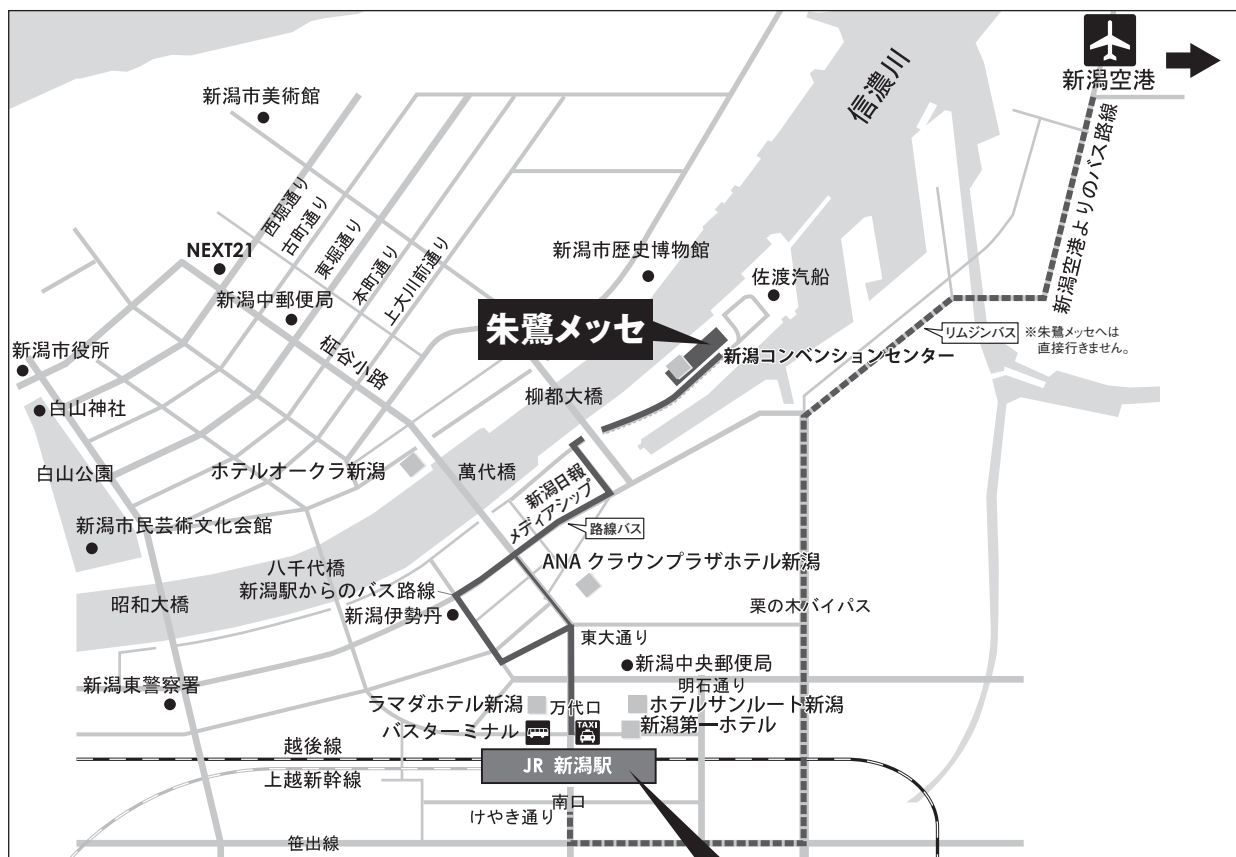 新潟空港
信濃川
新潟空港よりのバス路線
新潟市美術館
西堀通り
古町通り
東堀通り
本町通り
上大川前通り
NEXT21
新潟中郵便局
新潟市歴史博物館
佐渡汽船
朱鷺メッセ
新潟コンベンションセンター
リムジンバス
※朱鷺メッセへは
直接行きません。
新潟市役所
柾谷小路
白山神社
柳都大橋
白山公園
ホテルオークラ新潟
萬代橋
新潟日報
メディアシップ
路線バス
新潟市民芸術文化会館
ANA クラウンプラザホテル新潟
八千代橋
新潟駅からのバス路線
昭和大橋
新潟伊勢丹
栗の木バイパス
東大通り
新潟中央郵便局
明石通り
新潟東警察署
ラマダホテル新潟
万代口
ホテルサンルート新潟
バスターミナル
TAXI
新潟第一ホテル
越後線
JR 新潟駅
上越新幹線
南口
けやき通り
笹出線